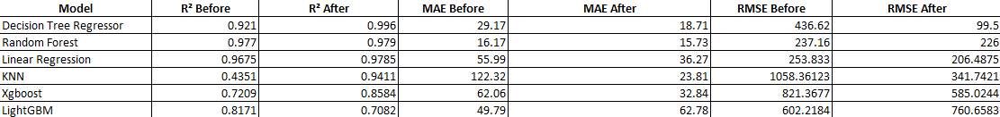 Model R² Before R² After MAE Before MAE After RMSE Before RMSE After
Decision Tree Regressor 0.921 0.996 29.17 18.71 436.62 99.5
Random Forest 0.977 0.979 16.17 15.73 237.16 226
Linear Regression 0.9675 0.9785 55.99 36.27 253.833 206.4875
KNN 0.4351 0.9411 122.32 23.81 1058.36123 341.7421
Xgboost 0.7209 0.8584 62.06 32.84 821.3677 585.0244
LightGBM 0.8171 0.7082 49.79 62.78 602.2184 760.6583